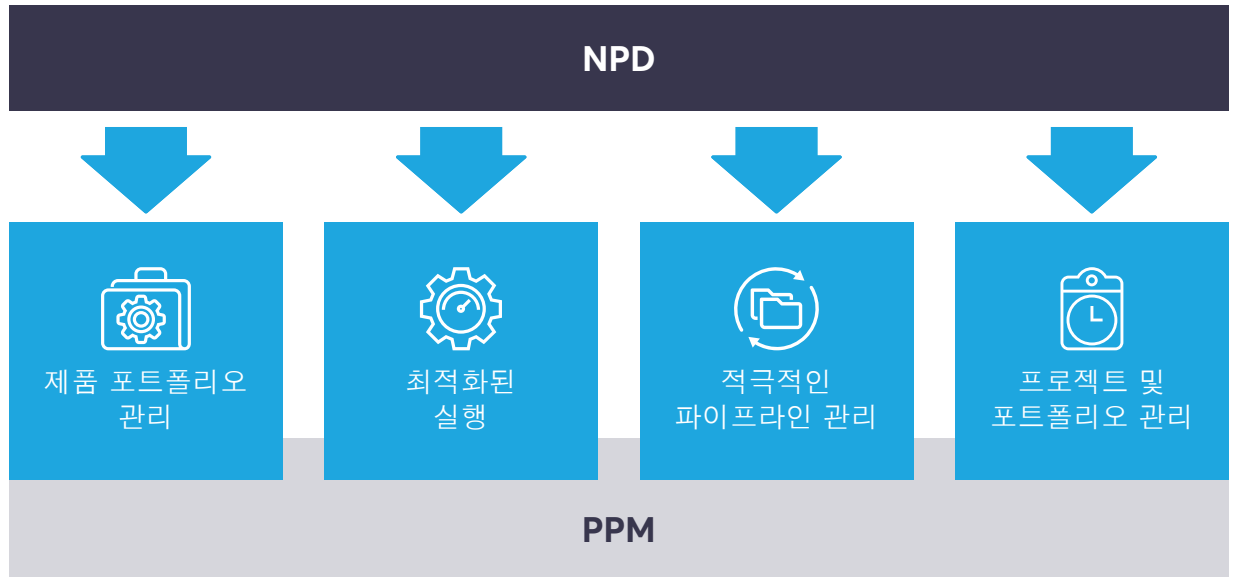 NPD
제품 포트폴리오
관리
최적화된
실행
적극적인
파이프라인 관리
프로젝트 및
포트폴리오 관리
PPM